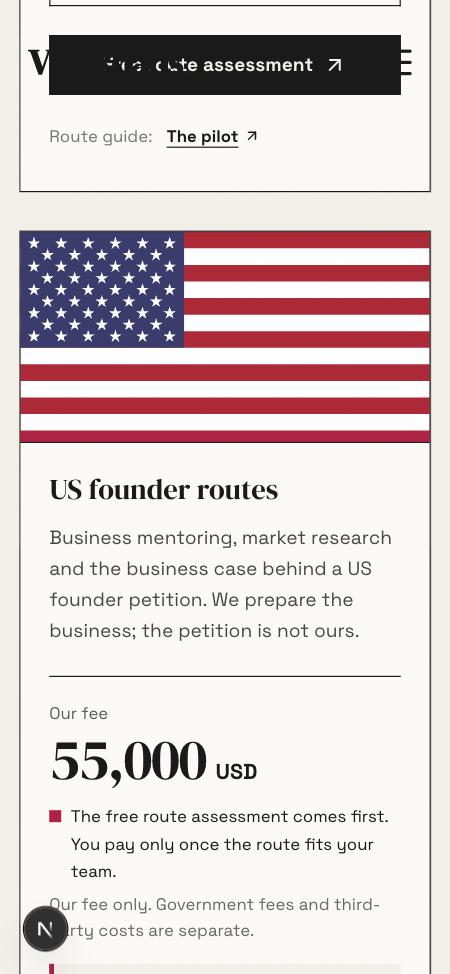 Free route assessment
Route guide: The pilot
US founder routes
Business mentoring, market research
and the business case behind a US
founder petition. We prepare the
business; the petition is not ours.
Our fee
55,000 USD
The free route assessment comes first.
You pay only once the route fits your
team.
Our fee only. Government fees and third-
party costs are separate.
N